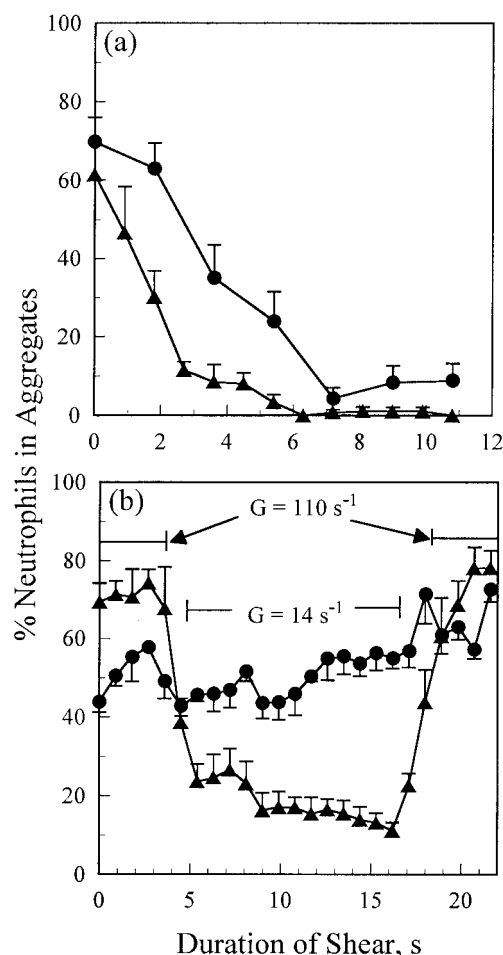 100
(a)
80
60
40
20
0
0 2 4 6 8 10 12
% Neutrophils in Aggregates
100
(b)
G = 110 s⁻¹
80
G = 14 s⁻¹
60
40
20
0
0 5 10 15 20
Duration of Shear, s